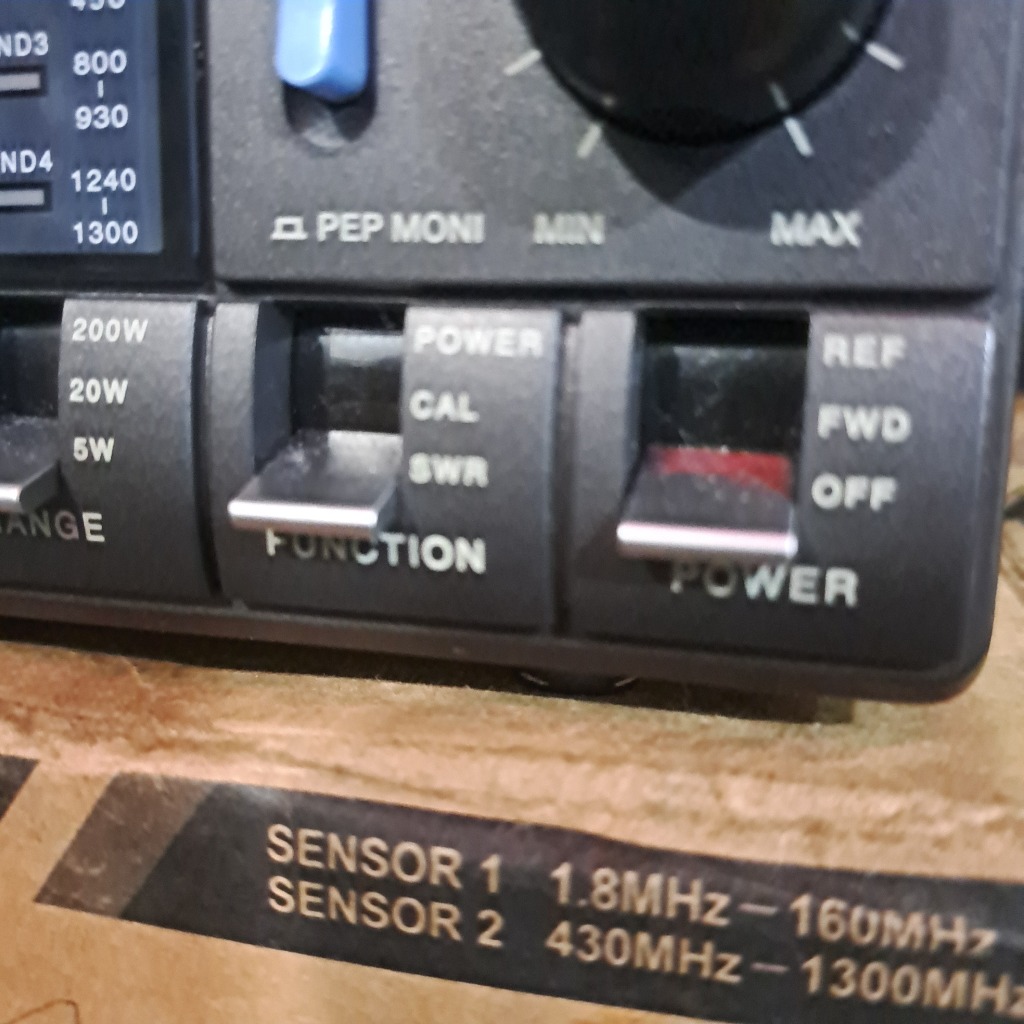 450
ND3
800
930
ND4
1240
1300
PEP MONI
MIN
MAX
200W
20W
5W
ANGE
POWER
CAL
SWR
FUNCTION
REF
FWD
OFF
POWER
SENSOR 1 1.8MHz – 160MHz
SENSOR 2 430MHz – 1300MHz